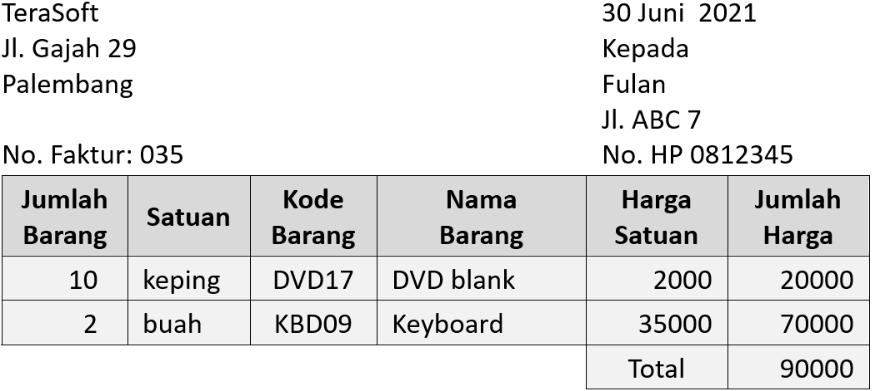 TeraSoft
Jl. Gajah 29
Palembang
30 Juni 2021
Kepada
Fulan
Jl. ABC 7
No. Faktur: 035
No. HP 0812345
Jumlah Barang Satuan Kode Barang Nama Barang Harga Satuan Jumlah Harga
10 keping DVD17 DVD blank 2000 20000
2 buah KBD09 Keyboard 35000 70000
Total 90000